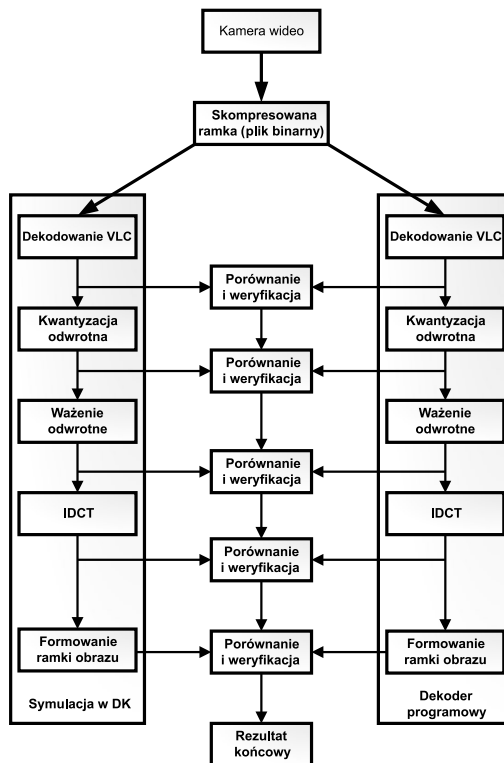 Kamera wideo
Skompresowana
ramka (plik binarny)
Dekodowanie VLC
Dekodowanie VLC
Porównanie
i weryfikacja
Kwantyzacja
odwrotna
Kwantyzacja
odwrotna
Porównanie
i weryfikacja
Ważenie
odwrotne
Ważenie
odwrotne
Porównanie
i weryfikacja
IDCT
IDCT
Porównanie
i weryfikacja
Formowanie
ramki obrazu
Porównanie
i weryfikacja
Formowanie
ramki obrazu
Symulacja w DK
Dekoder
programowy
Rezultat
końcowy